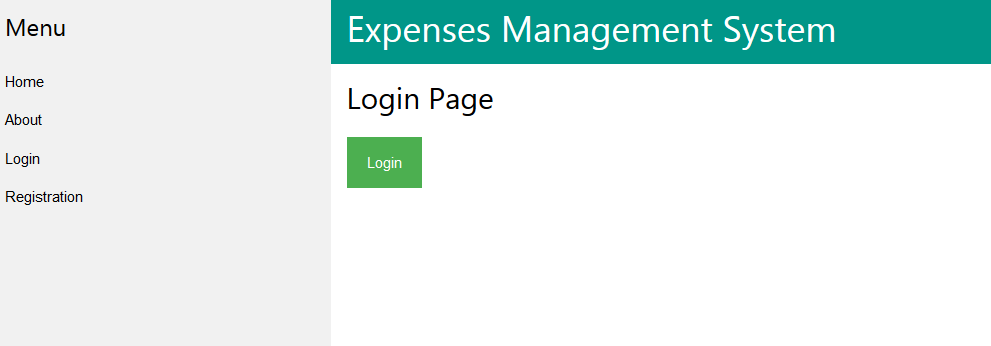 Menu
Home
About
Login
Registration
Expenses Management System
Login Page
Login